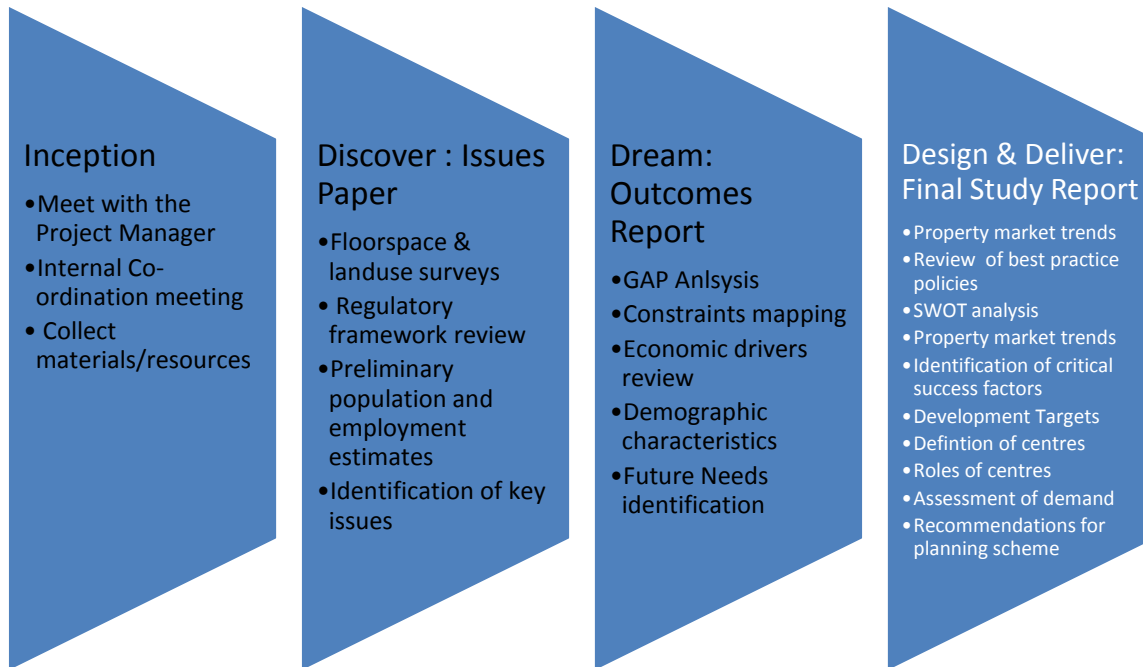 Inception
•Meet with the
Project Manager
•Internal Co-
ordination meeting
• Collect
materials/resources
Discover : Issues
Paper
•Floorspace &
landuse surveys
• Regulatory
framework review
•Preliminary
population and
employment
estimates
•Identification of key
issues
Dream:
Outcomes
Report
•GAP Anlsysis
•Constraints mapping
•Economic drivers
review
•Demographic
characteristics
•Future Needs
identification
Design & Deliver:
Final Study Report
•Property market trends
•Review of best practice
policies
•SWOT analysis
•Property market trends
•Identification of critical
success factors
•Development Targets
•Defintion of centres
•Roles of centres
•Assessment of demand
•Recommendations for
planning scheme